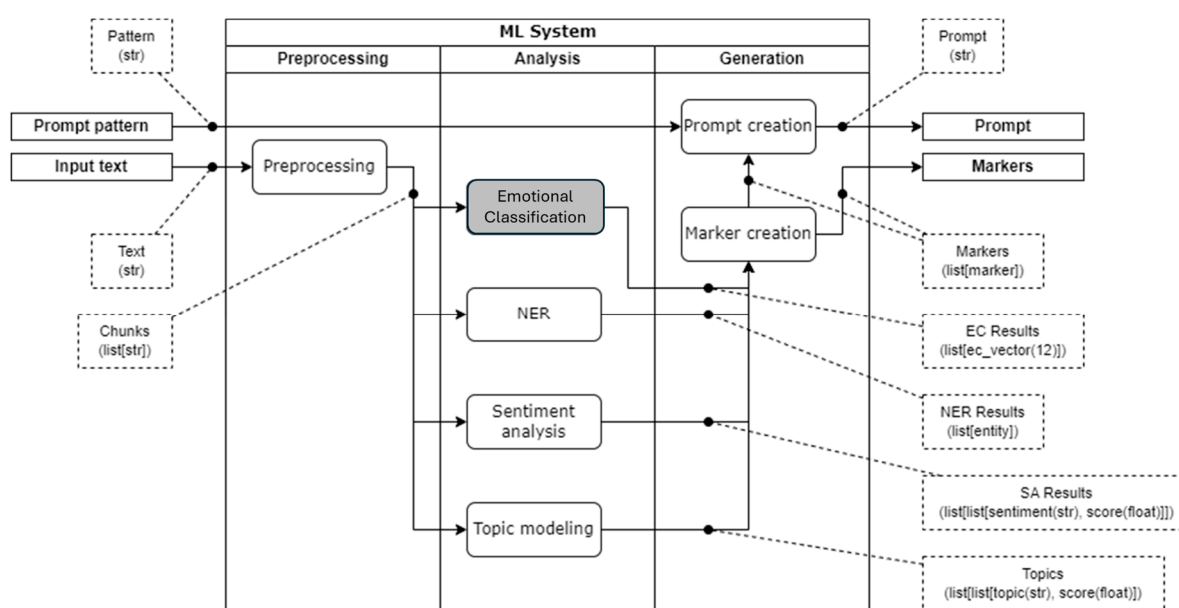 Pattern
(str)
ML System
Prompt
(str)
Preprocessing
Analysis
Generation
Prompt pattern
Prompt creation
Prompt
Input text
Preprocessing
Markers
Emotional
Classification
Marker creation
Text
(str)
Markers
(list[marker])
Chunks
(list[str])
NER
EC Results
(list[ec_vector(12)])
NER Results
(list[entity])
Sentiment
analysis
SA Results
(list[list[sentiment(str), score(float)]])
Topic modeling
Topics
(list[list[topic(str), score(float)])